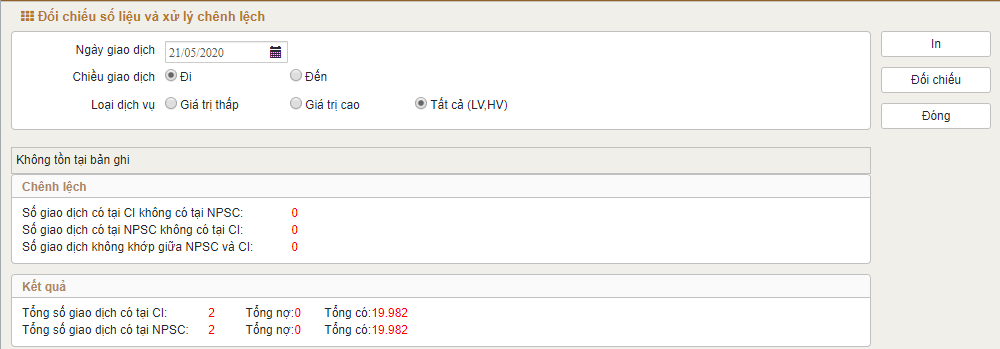 Đối chiếu số liệu và xử lý chênh lệch
Ngày giao dịch 21/05/2020
In
Chiều giao dịch Đi Đến
Đối chiếu
Loại dịch vụ Giá trị thấp Giá trị cao Tất cả (LV,HV)
Đóng
Không tồn tại bản ghi
Chênh lệch
Số giao dịch có tại CI không có tại NPSC: 0
Số giao dịch có tại NPSC không có tại CI: 0
Số giao dịch không khớp giữa NPSC và CI: 0
Kết quả
Tổng số giao dịch có tại CI: 2 Tổng nợ:0 Tổng có:19.982
Tổng số giao dịch có tại NPSC: 2 Tổng nợ:0 Tổng có:19.982